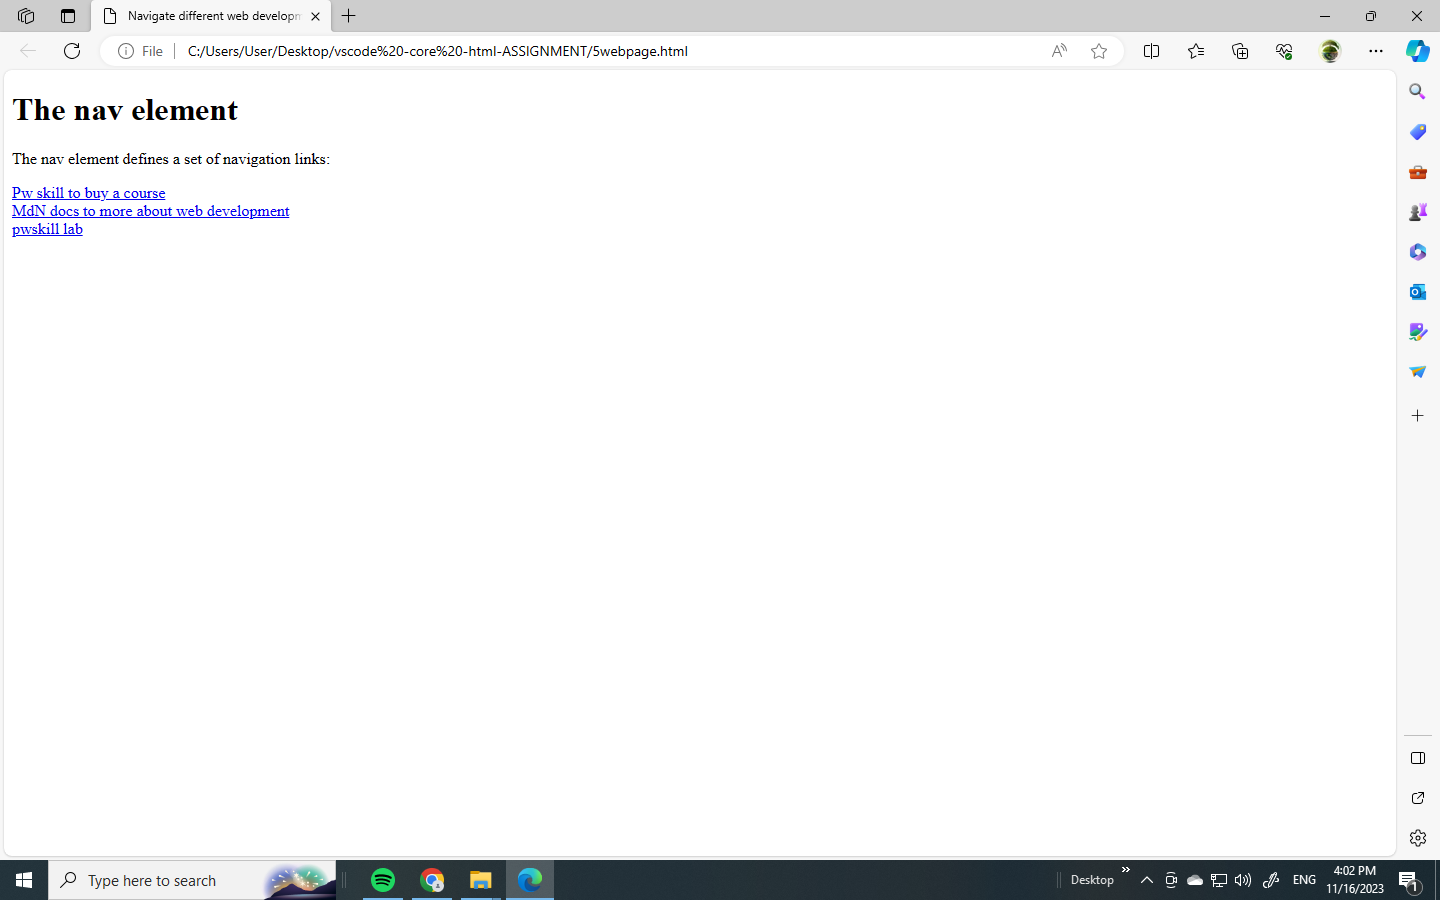 Navigate different web developm
File
C:/Users/User/Desktop/vscode%20-core%20-html-ASSIGNMENT/5webpage.html
The nav element
The nav element defines a set of navigation links:
Pw skill to buy a course
MdN docs to more about web development
pwskill lab
Type here to search
Desktop
ENG
4:02 PM
11/16/2023
1